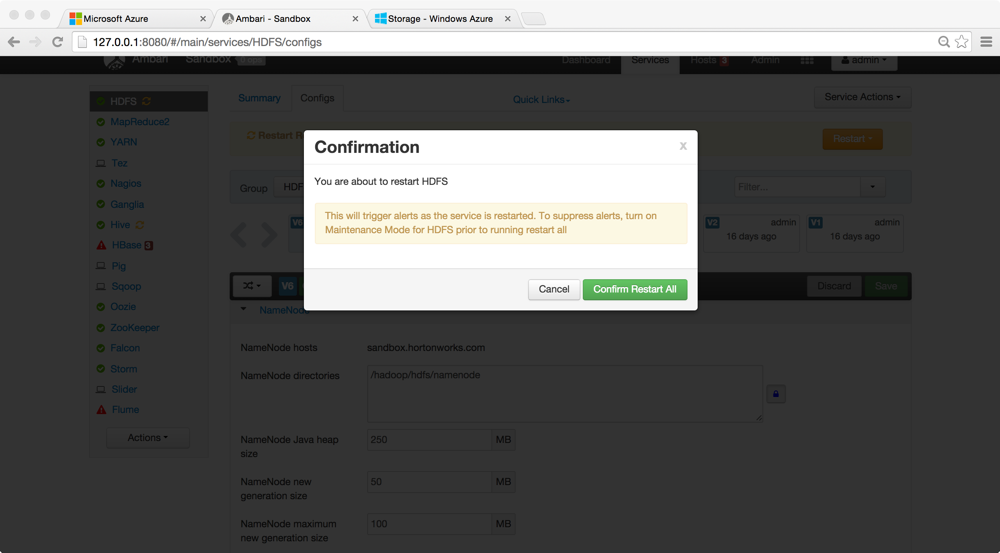 Microsoft Azure
Ambari - Sandbox
Storage - Windows Azure
127.0.0.1:8080/#/main/services/HDFS/configs
Ambari Sandbox 0 ops
Dashboard Services Hosts 3 Admin admin
HDFS
MapReduce2
YARN
Tez
Nagios
Ganglia
Hive
HBase 3
Pig
Sqoop
Oozie
ZooKeeper
Falcon
Storm
Slider
Flume
Actions
Summary Configs Quick Links Service Actions
Restart
Restart
Group
Filter...
V6
V2 admin
16 days ago
V1 admin
16 days ago
V6
Discard Save
Confirmation
x
You are about to restart HDFS
This will trigger alerts as the service is restarted. To suppress alerts, turn on
Maintenance Mode for HDFS prior to running restart all
Cancel Confirm Restart All
NameNode
NameNode hosts sandbox.hortonworks.com
NameNode directories /hadoop/hdfs/namenode
NameNode Java heap
size
250 MB
NameNode new
generation size
50 MB
NameNode maximum
new generation size
100 MB